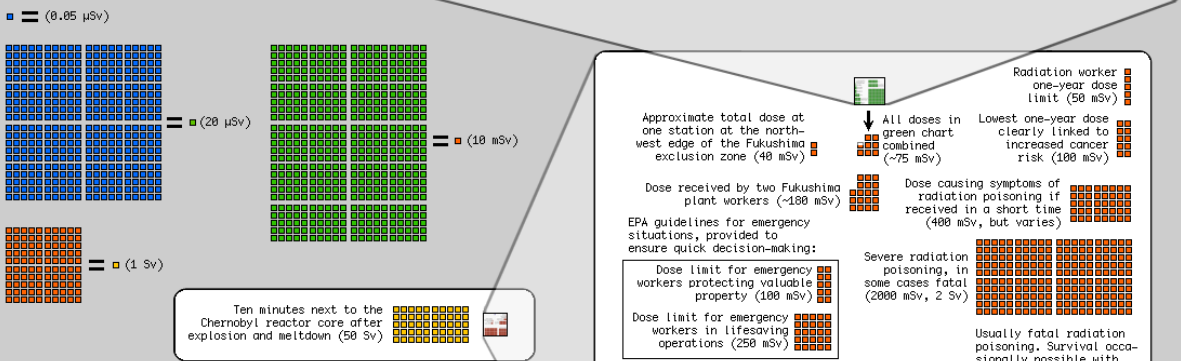 (0.05 µSv)
(20 µSv)
(10 mSv)
(1 Sv)
Ten minutes next to the
Chernobyl reactor core after
explosion and meltdown (50 Sv)
Radiation worker
one-year dose
limit (50 mSv)
Approximate total dose at
one station at the north-
west edge of the Fukushima
exclusion zone (40 mSv)
All doses in
green chart
combined
(~75 mSv)
Lowest one-year dose
clearly linked to
increased cancer
risk (100 mSv)
Dose received by two Fukushima
plant workers (~180 mSv)
Dose causing symptoms of
radiation poisoning if
received in a short time
(400 mSv, but varies)
EPA guidelines for emergency
situations, provided to
ensure quick decision-making:
Dose limit for emergency
workers protecting valuable
property (100 mSv)
Dose limit for emergency
workers in lifesaving
operations (250 mSv)
Severe radiation
poisoning, in
some cases fatal
(2000 mSv, 2 Sv)
Usually fatal radiation
poisoning. Survival occa-
sionally possible with